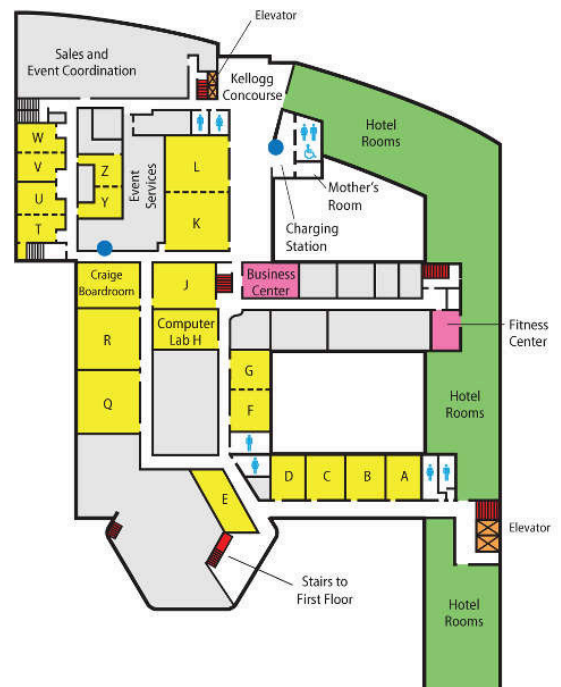 Elevator
Sales and
Event Coordination
Kellogg
Concourse
Hotel
Rooms
W
V
U
T
Z
Y
Event
Services
L
K
Mother's
Room
Charging
Station
Craige
Boardroom
J
Business
Center
R
Computer
Lab H
Fitness
Center
G
F
Q
Hotel
Rooms
D
C
B
A
E
Elevator
Stairs to
First Floor
Hotel
Rooms